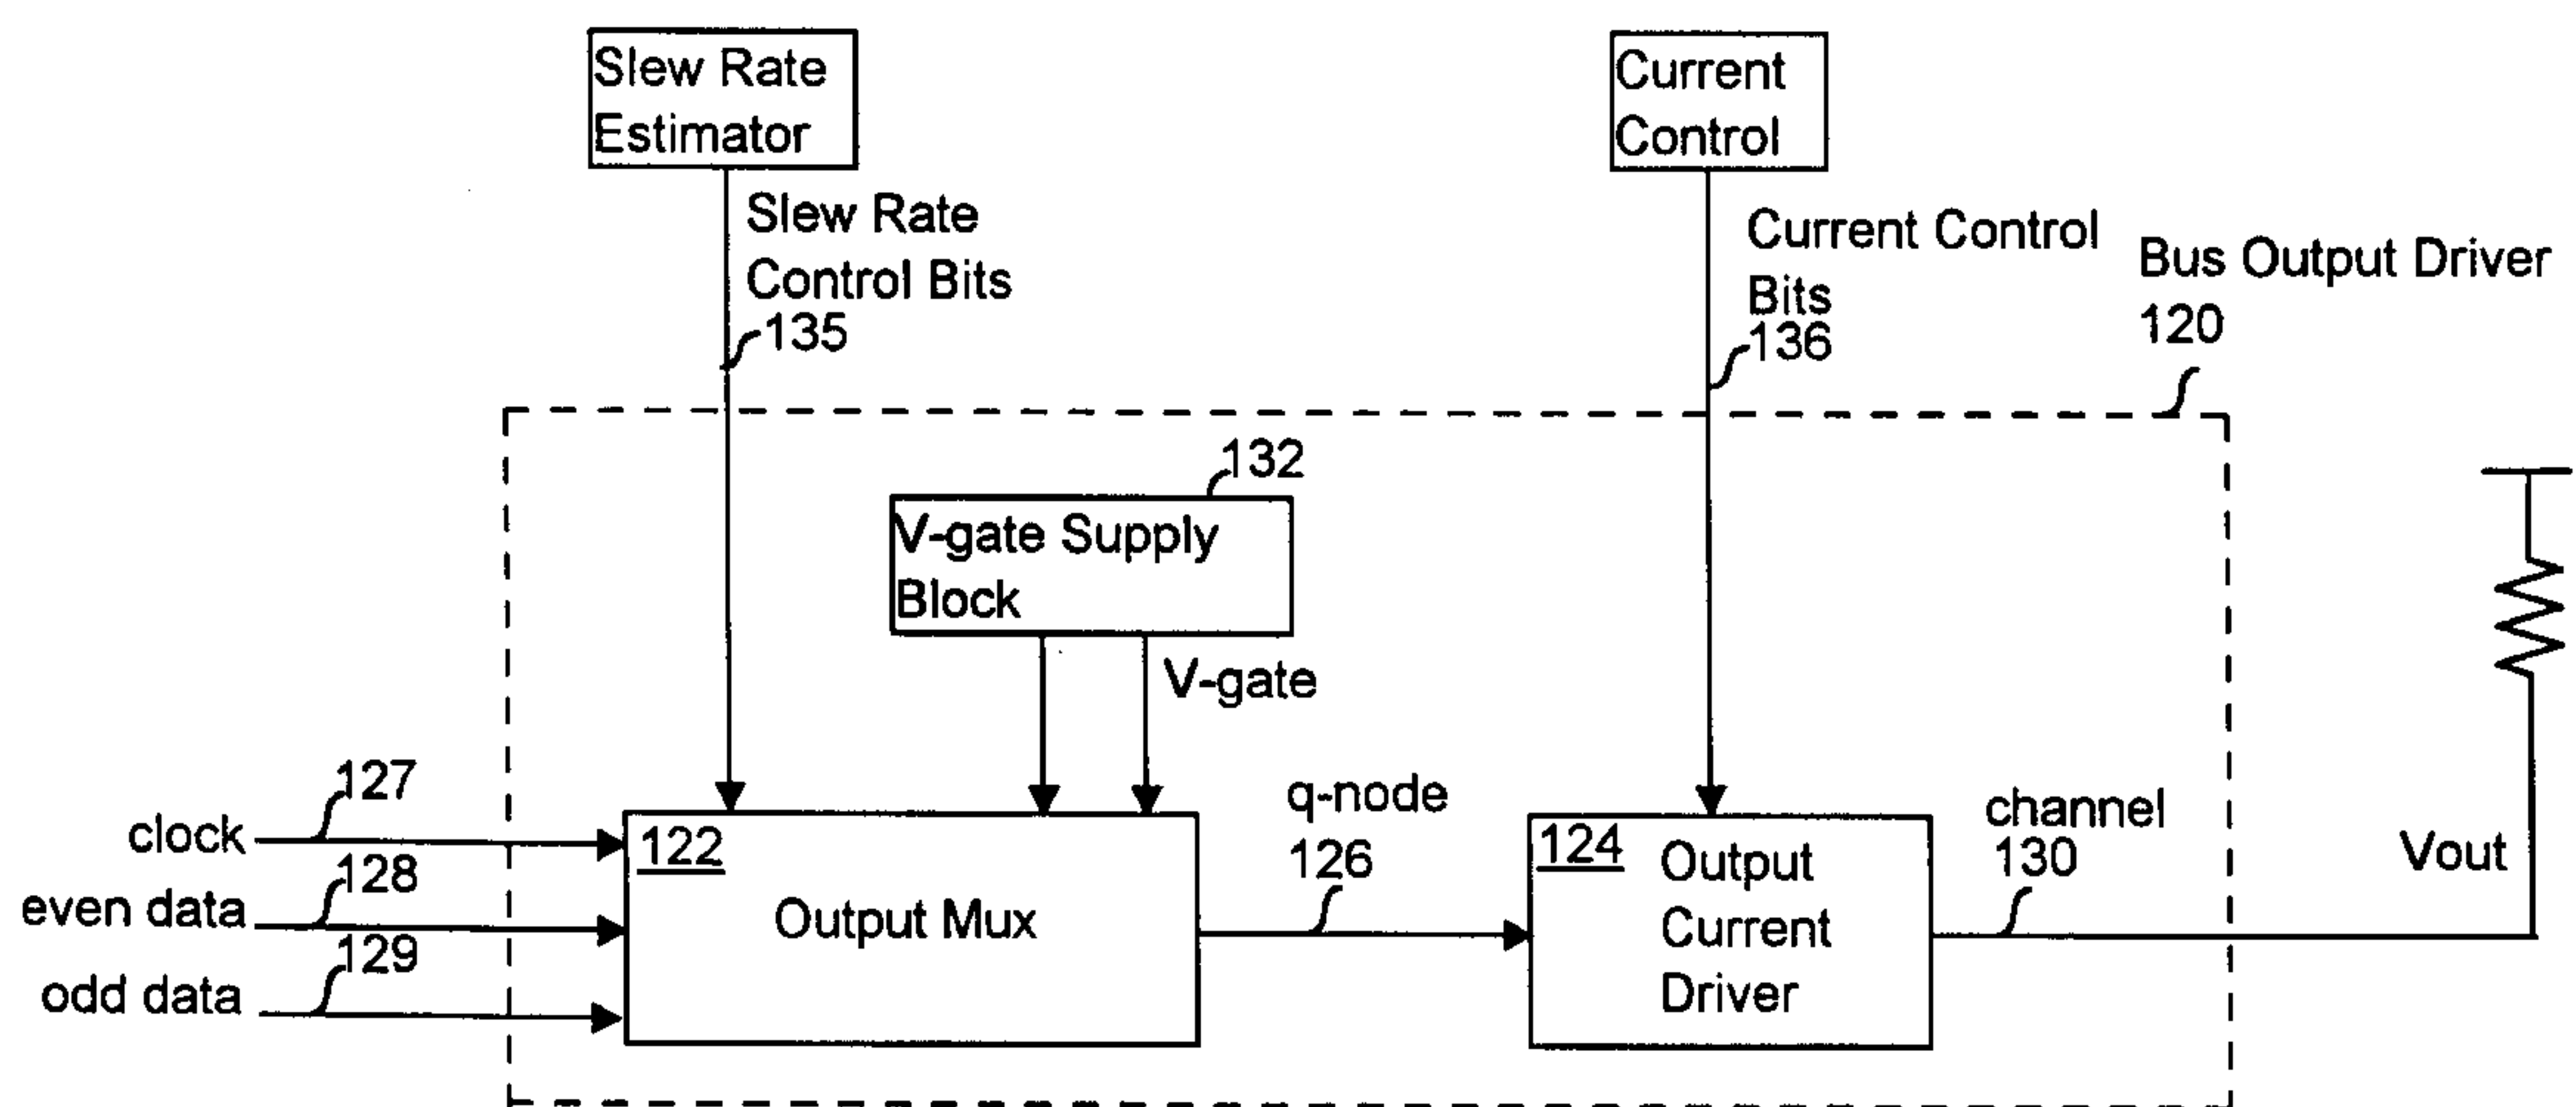 Slew Rate
Estimator
Current
Control
Slew Rate
Control Bits
135
Current Control
Bits
136
Bus Output Driver
120
132
V-gate Supply
Block
V-gate
clock
127
even data
128
odd data
129
122
Output Mux
q-node
126
124
Output
Current
Driver
channel
130
Vout